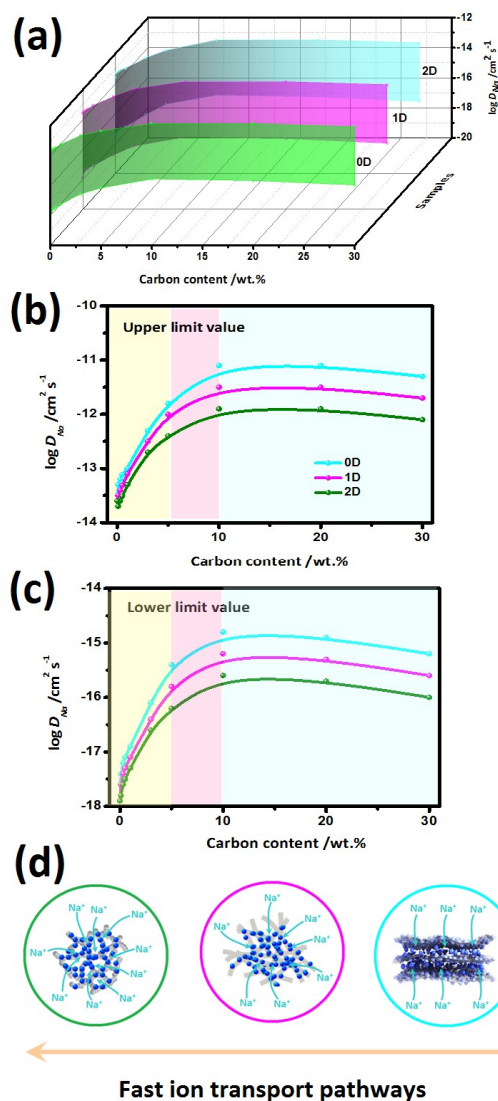 (a)
-12
-14
-16
-18
-20
log D_Na/cm² s⁻¹
2D
1D
0D
Samples
0 5 10 15 20 25 30
Carbon content /wt.%
(b)
-10
-11
-12
-13
-14
log D_Na /cm² s⁻¹
Upper limit value
0D
1D
2D
0 10 20 30
Carbon content /wt.%
(c)
-14
-15
-16
-17
-18
log D_Na /cm² s⁻¹
Lower limit value
0 10 20 30
Carbon content /wt.%
(d)
Na⁺ Na⁺ Na⁺ Na⁺ Na⁺ Na⁺ Na⁺ Na⁺
Na⁺ Na⁺ Na⁺ Na⁺ Na⁺ Na⁺ Na⁺
Na⁺ Na⁺ Na⁺ Na⁺ Na⁺ Na⁺
Fast ion transport pathways